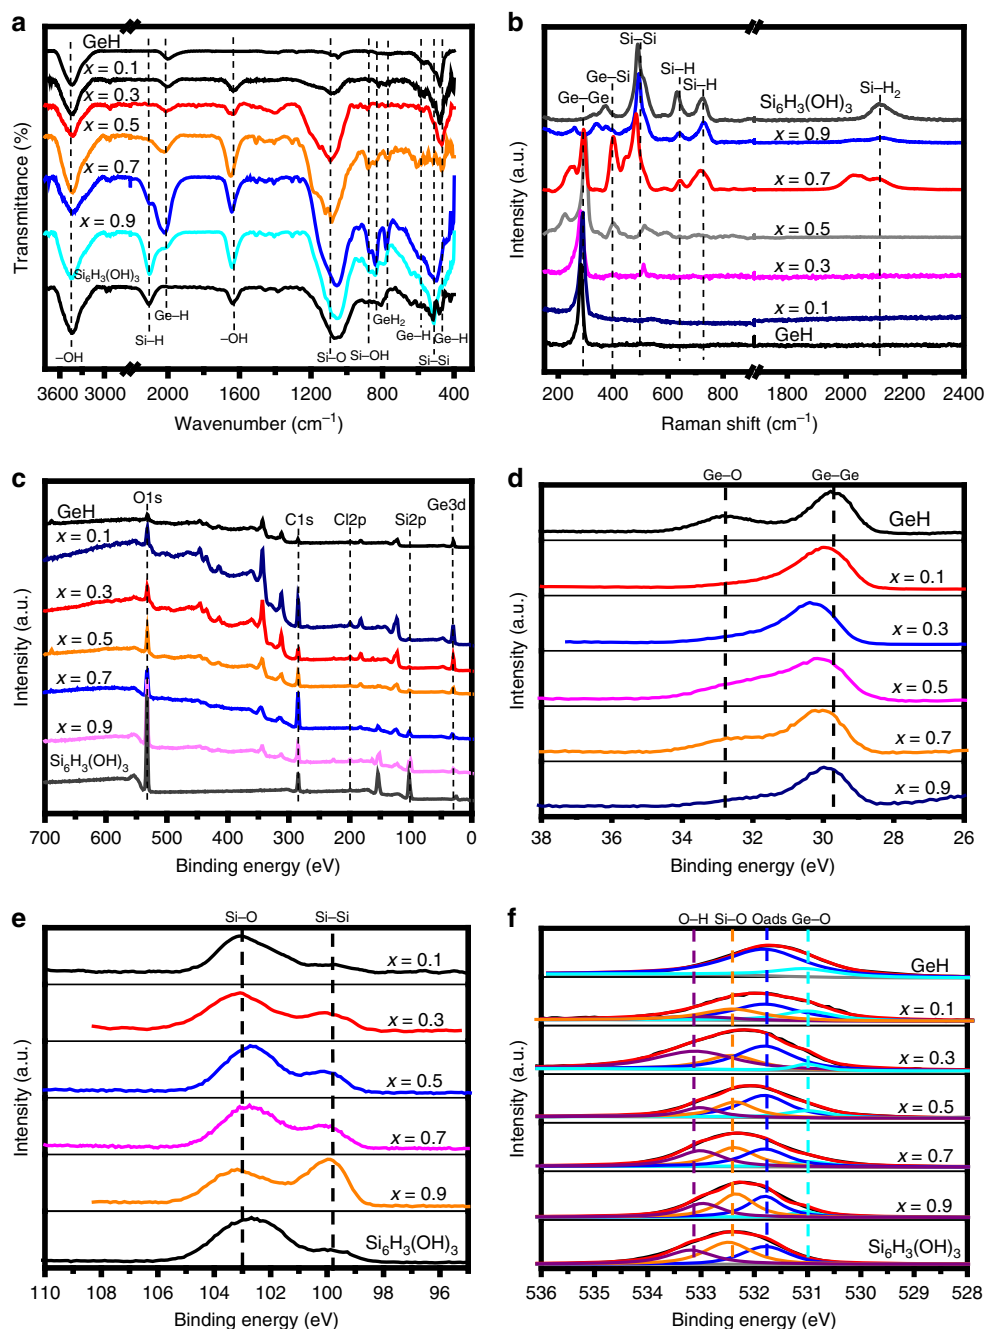 a
GeH
x = 0.1
x = 0.3
x = 0.5
x = 0.7
x = 0.9
Si6H3(OH)3
–OH
Si–H
Ge–H
–OH
Si–O
Si–OH
GeH2
Ge–H
Si–Si
Ge–H
Transmittance (%)
3600 3000 2000 1600 1200 800 400
Wavenumber (cm−1)
b
Si–Si
Ge–Si
Ge–Ge
Si–H
Si–H
Si–H2
Si6H3(OH)3
x = 0.9
x = 0.7
x = 0.5
x = 0.3
x = 0.1
GeH
Intensity (a.u.)
200 400 600 800 2000 2200 2400
Raman shift (cm−1)
c
O1s
C1s
Cl2p
Si2p
Ge3d
GeH
x = 0.1
x = 0.3
x = 0.5
x = 0.7
x = 0.9
Si6H3(OH)3
Intensity (a.u.)
700 600 500 400 300 200 100 0
Binding energy (eV)
d
Ge–O Ge–Ge
GeH
x = 0.1
x = 0.3
x = 0.5
x = 0.7
x = 0.9
Intensity (a.u.)
38 36 34 32 30 28 26
Binding energy (eV)
e
Si–O Si–Si
x = 0.1
x = 0.3
x = 0.5
x = 0.7
x = 0.9
Si6H3(OH)3
Intensity (a.u.)
110 108 106 104 102 100 98 96
Binding energy (eV)
f
O–H Si–O Oads Ge–O
GeH
x = 0.1
x = 0.3
x = 0.5
x = 0.7
x = 0.9
Si6H3(OH)3
Intensity (a.u.)
536 535 534 533 532 531 530 529 528
Binding energy (eV)